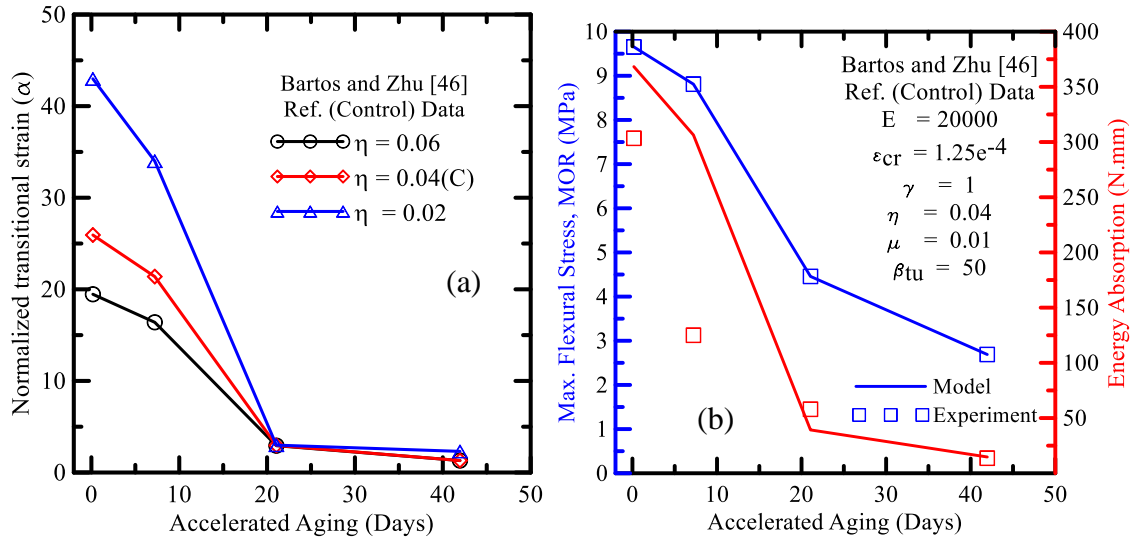 50
40
30
20
10
0
Normalized transitional strain (α)
Bartos and Zhu [46]
Ref. (Control) Data
η = 0.06
η = 0.04(C)
η = 0.02
(a)
0 10 20 30 40 50
Accelerated Aging (Days)
10
9
8
7
6
5
4
3
2
1
0
Max. Flexural Stress, MOR (MPa)
Bartos and Zhu [46]
Ref. (Control) Data
E = 20000
εcr = 1.25e-4
γ = 1
η = 0.04
μ = 0.01
βtu = 50
(b)
Model
Experiment
400
350
300
250
200
150
100
50
Energy Absorption (N.mm)
0 10 20 30 40 50
Accelerated Aging (Days)